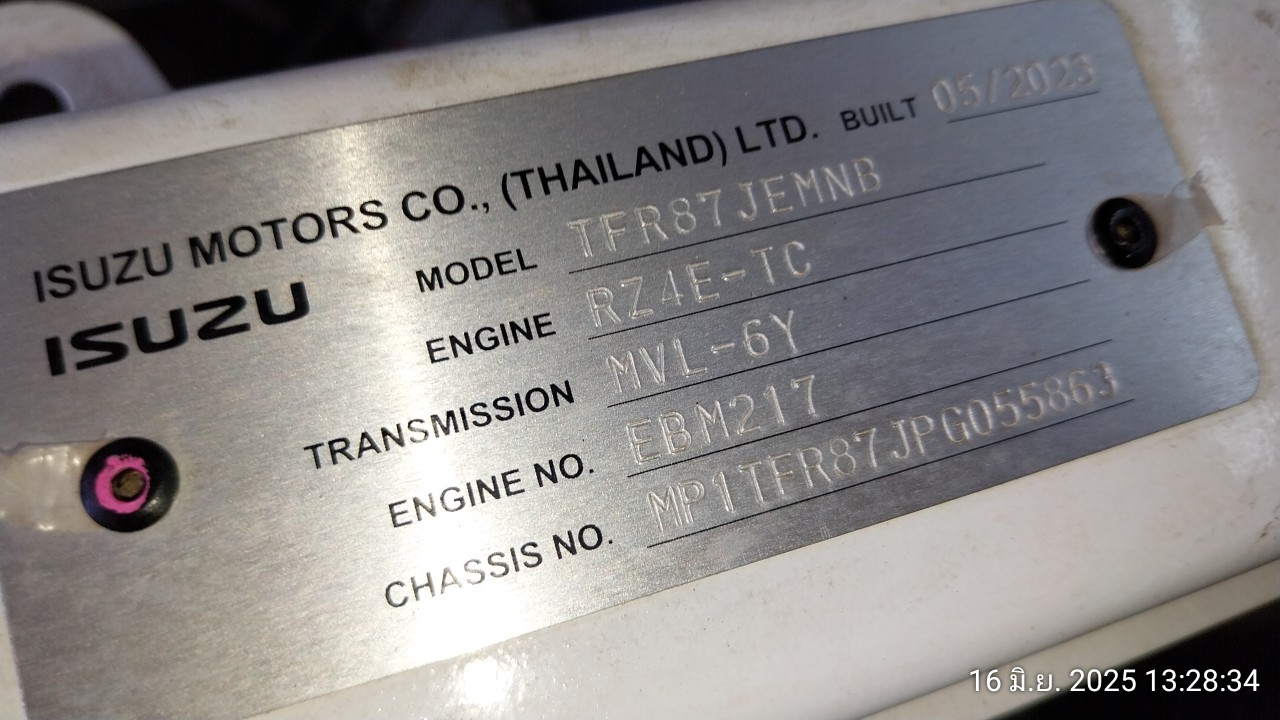 ISUZU MOTORS CO., (THAILAND) LTD. BUILT 05/2023
ISUZU
MODEL TFR87JEMNB
ENGINE RZ4E-TC
TRANSMISSION MVL-6Y
ENGINE NO. EBM217
CHASSIS NO. MP1TFR87JPG055863
16 มิ.ย. 2025 13:28:34